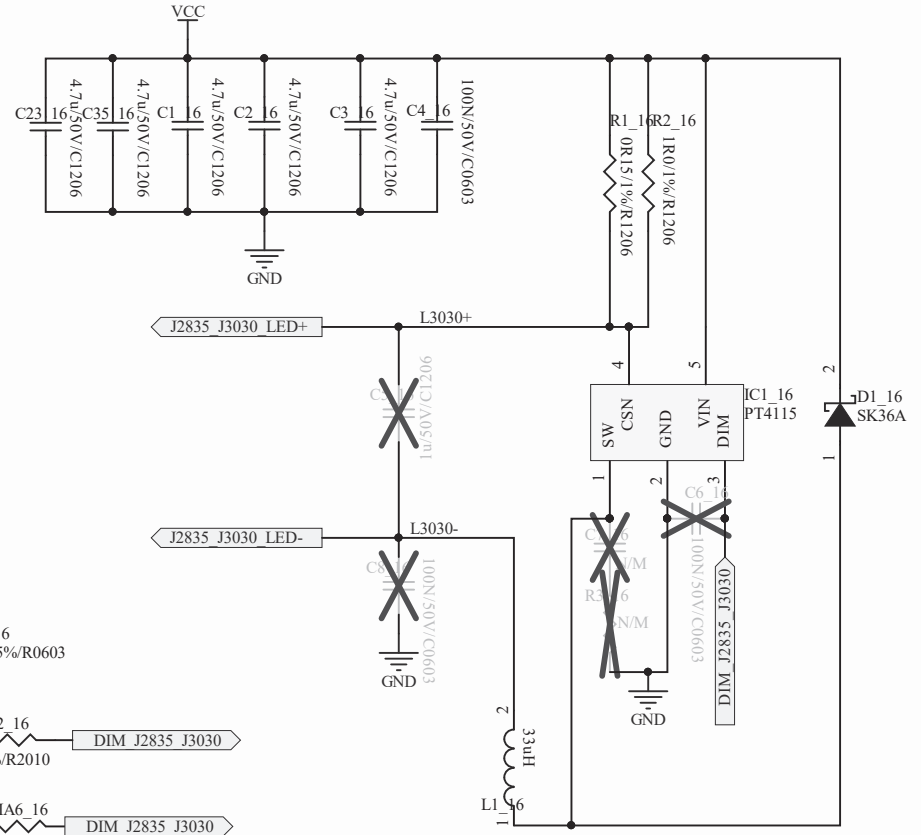 VCC
C23_16
4.7u/50V/C1206
C35_16
4.7u/50V/C1206
C1_16
4.7u/50V/C1206
C2_16
4.7u/50V/C1206
C3_16
4.7u/50V/C1206
C4_16
100N/50V/C0603
GND
R1_16
0R15/1%/R1206
R2_16
1R0/1%/R1206
J2835_J3030_LED+
L3030+
4
5
2
IC1_16
PT4115
D1_16
SK36A
SW
CSN
GND
VIN
DIM
1
2
3
1
1u/50V/C1206
C6_16
100N/50V/C0603
J2835_J3030_LED-
L3030-
C8_16
100N/50V/C0603
GND
N/M
R3_16
N/M
GND
DIM_J2835_J3030
6
5%/R0603
2_16
/R2010
DIM_J2835_J3030
2
33uH
L1_16
1
IA6_16
DIM_J2835_J3030